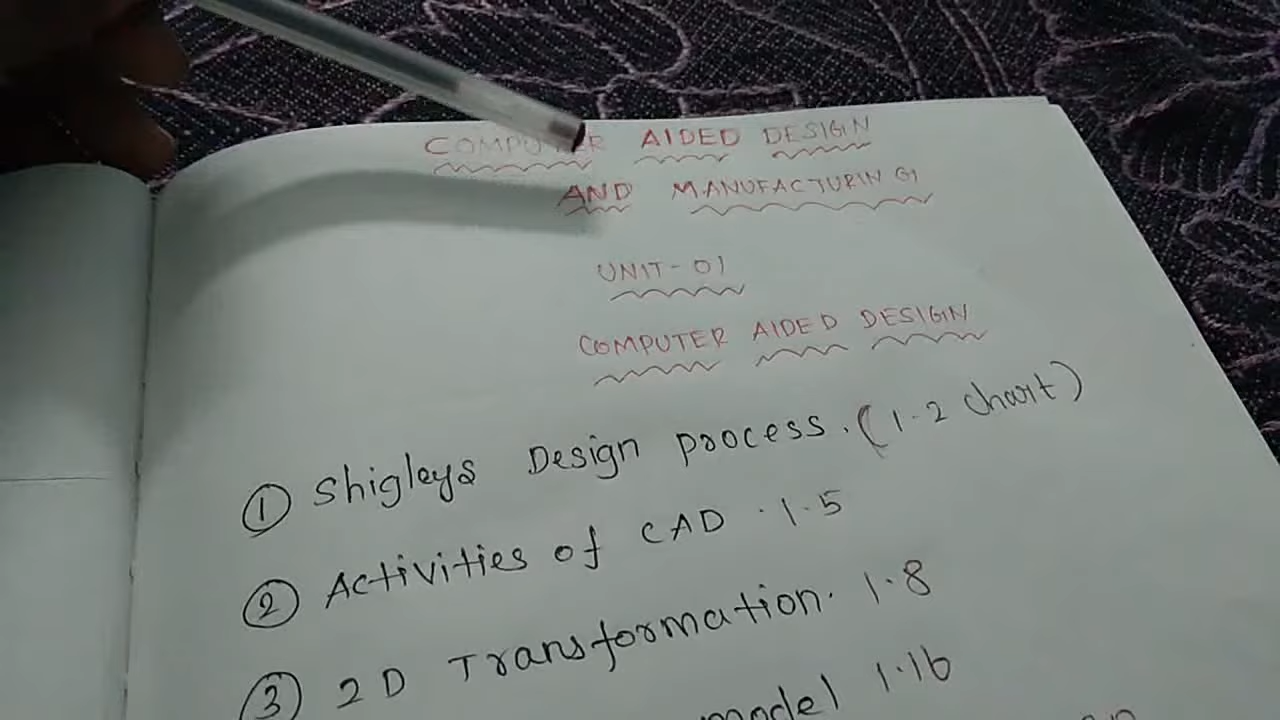 COMPUTER AIDED DESIGN
AND MANUFACTURING
UNIT-01
COMPUTER AIDED DESIGN
① Shigleys Design process. (1.2 chart)
② Activities of CAD . 1.5
③ 2D Transformation. 1.8
model 1.16